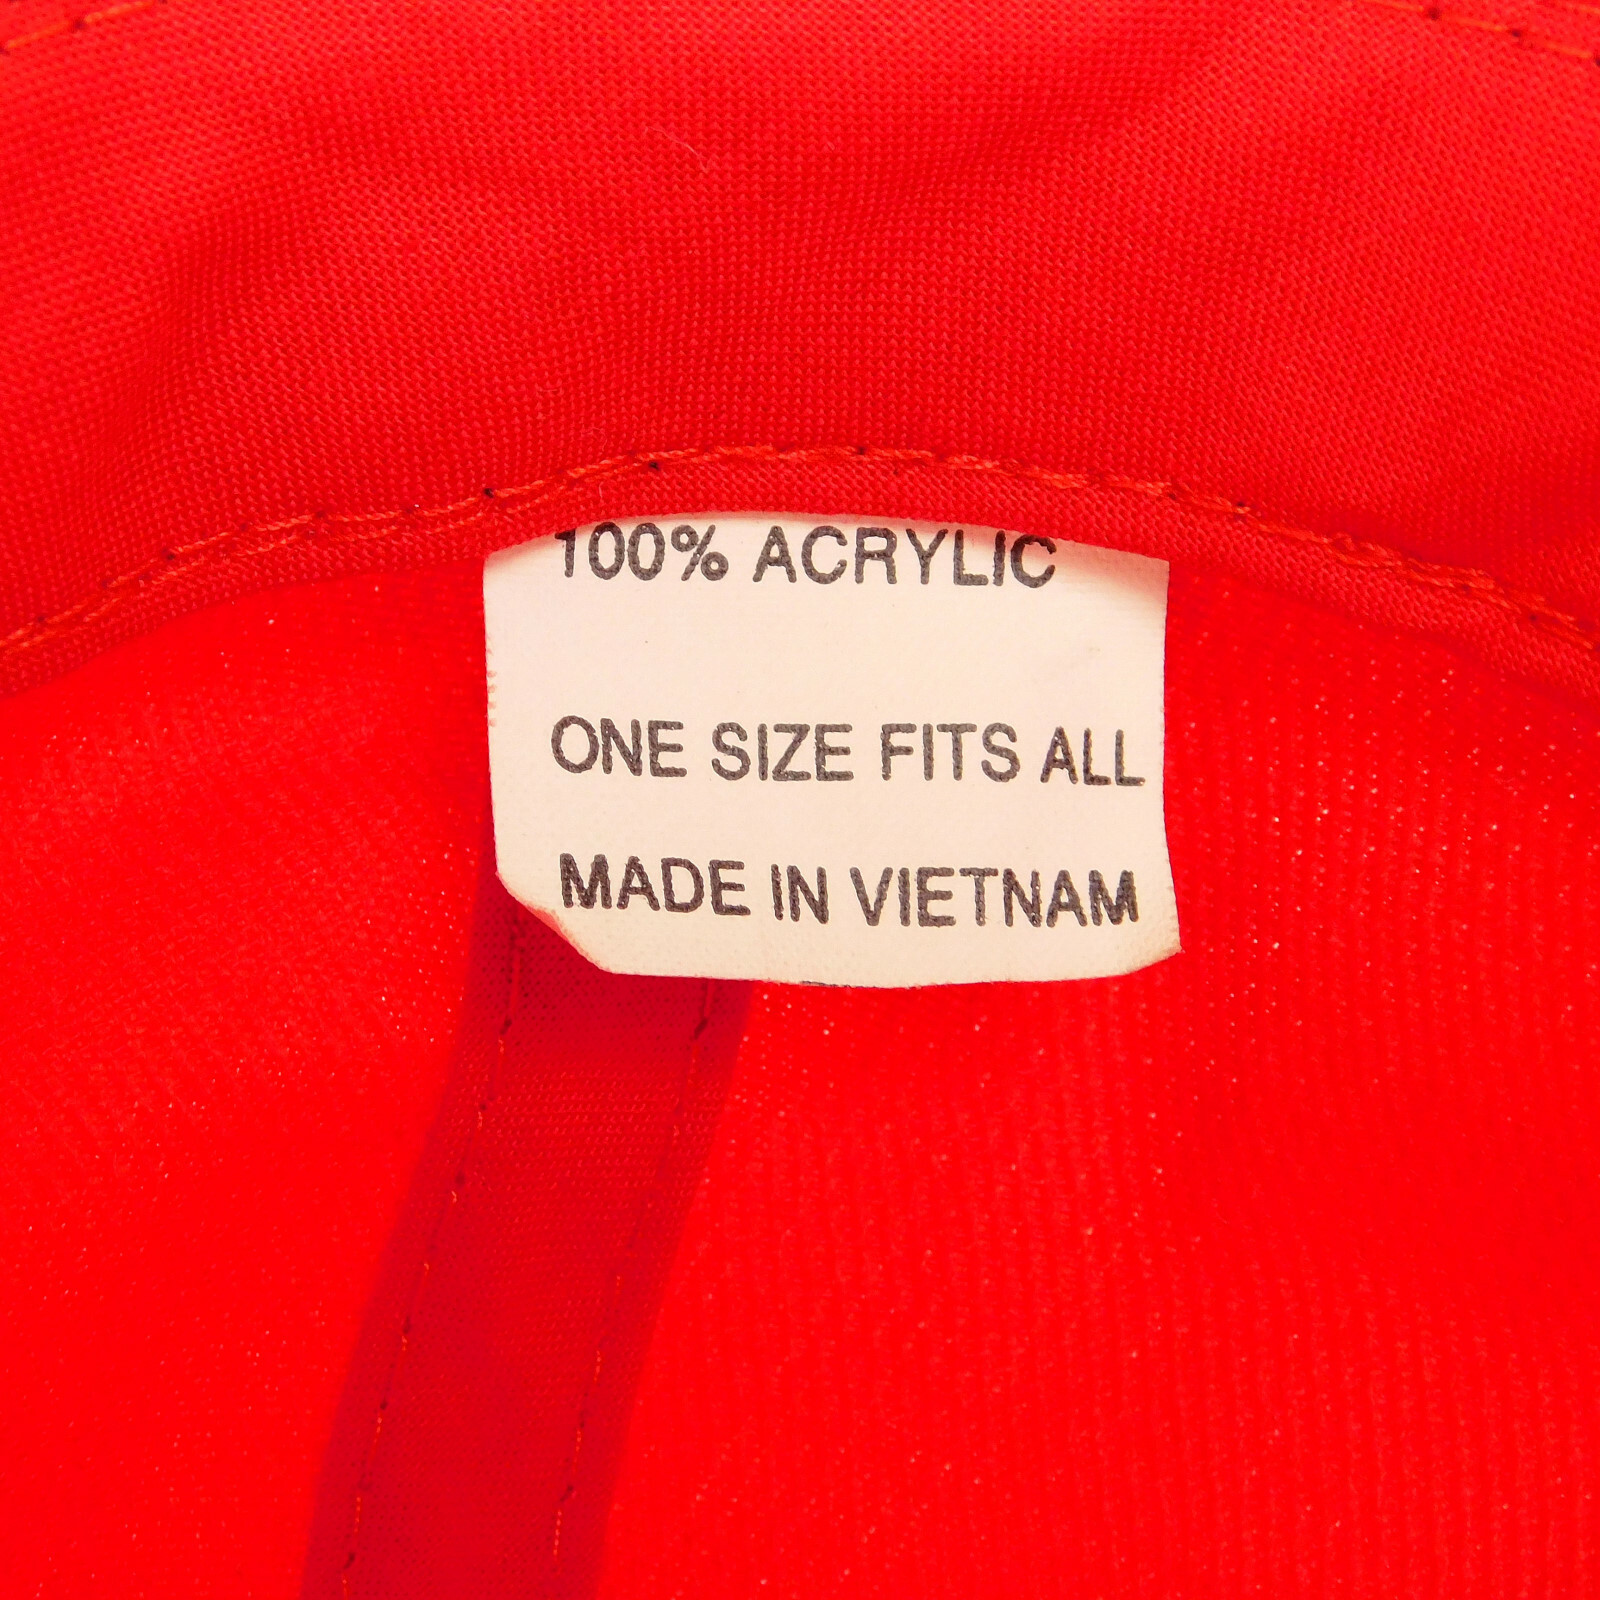 100% ACRYLIC
ONE SIZE FITS ALL
MADE IN VIETNAM